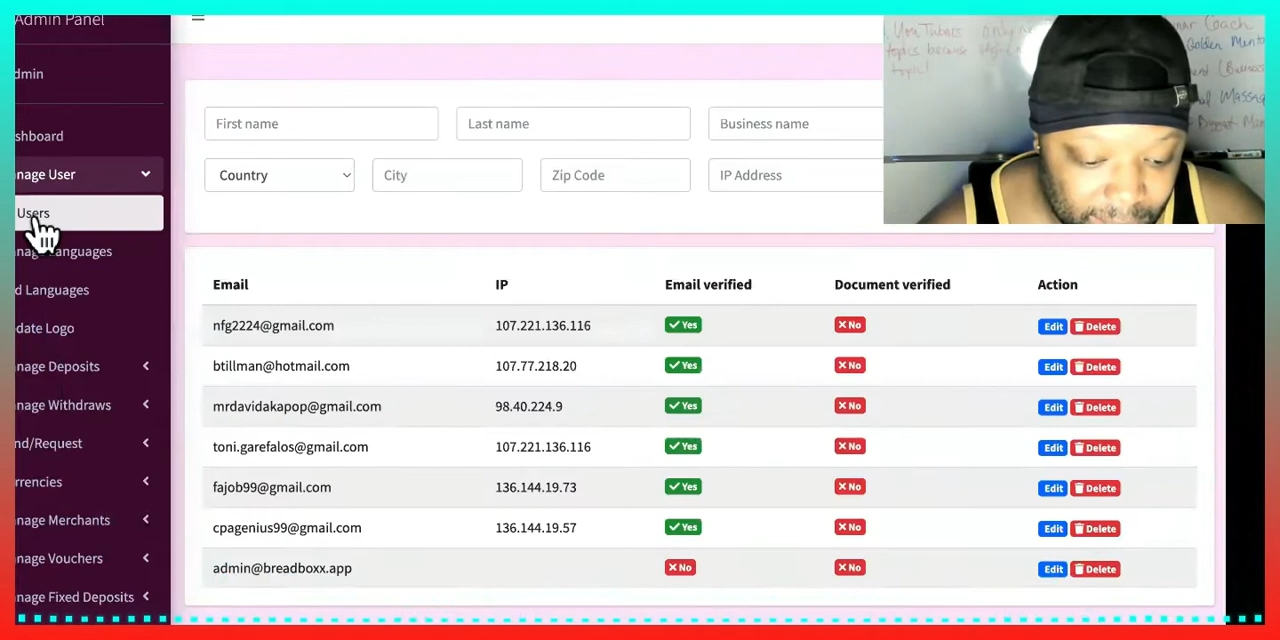 Admin Panel
dmin
shboard
nage User
Users
nage Languages
d Languages
date Logo
nage Deposits
nage Withdraws
nd/Request
rrencies
nage Merchants
nage Vouchers
nage Fixed Deposits
First name Last name Business name
Country City Zip Code IP Address
Email IP Email verified Document verified Action
nfg2224@gmail.com 107.221.136.116 Yes No Edit Delete
btillman@hotmail.com 107.77.218.20 Yes No Edit Delete
mrdavidakapop@gmail.com 98.40.224.9 Yes No Edit Delete
toni.garefalos@gmail.com 107.221.136.116 Yes No Edit Delete
fajob99@gmail.com 136.144.19.73 Yes No Edit Delete
cpagenius99@gmail.com 136.144.19.57 Yes No Edit Delete
admin@breadboxx.app No No Edit Delete
topics because
topic!
Coach
Golden